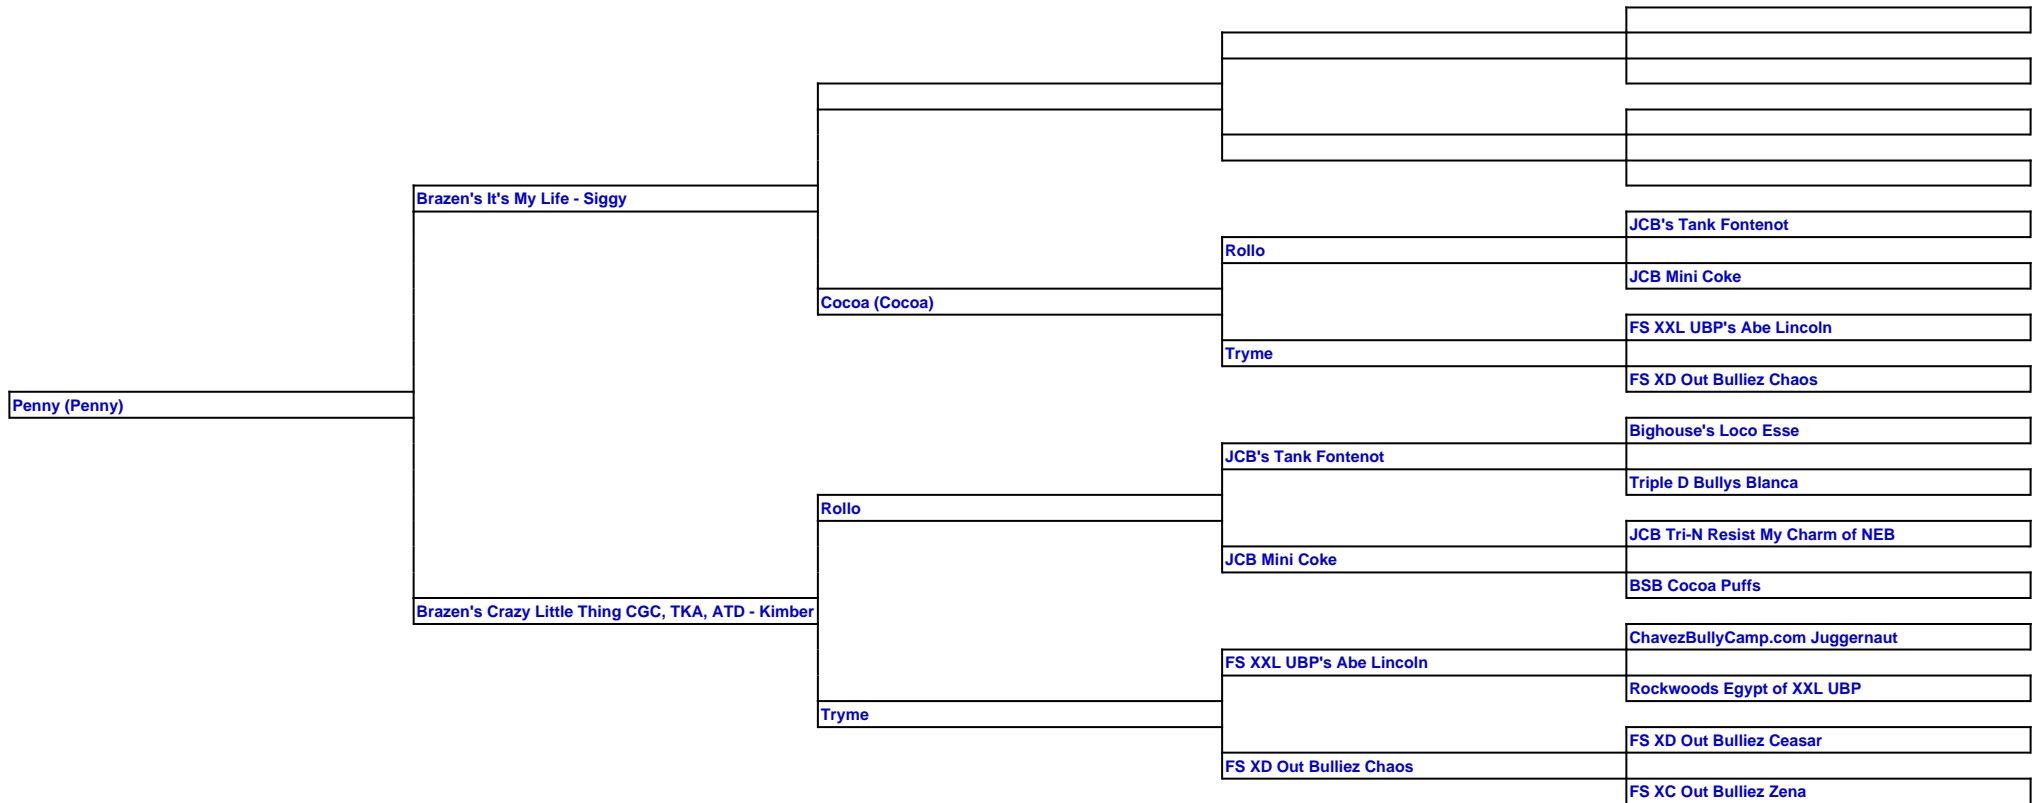 Brazen's It's My Life - Siggy
JCB's Tank Fontenot
Rollo
JCB Mini Coke
Cocoa (Cocoa)
FS XXL UBP's Abe Lincoln
Tryme
FS XD Out Bulliez Chaos
Penny (Penny)
Bighouse's Loco Esse
JCB's Tank Fontenot
Triple D Bullys Blanca
Rollo
JCB Tri-N Resist My Charm of NEB
JCB Mini Coke
BSB Cocoa Puffs
Brazen's Crazy Little Thing CGC, TKA, ATD - Kimber
ChavezBullyCamp.com Juggernaut
FS XXL UBP's Abe Lincoln
Rockwoods Egypt of XXL UBP
Tryme
FS XD Out Bulliez Ceasar
FS XD Out Bulliez Chaos
FS XC Out Bulliez Zena